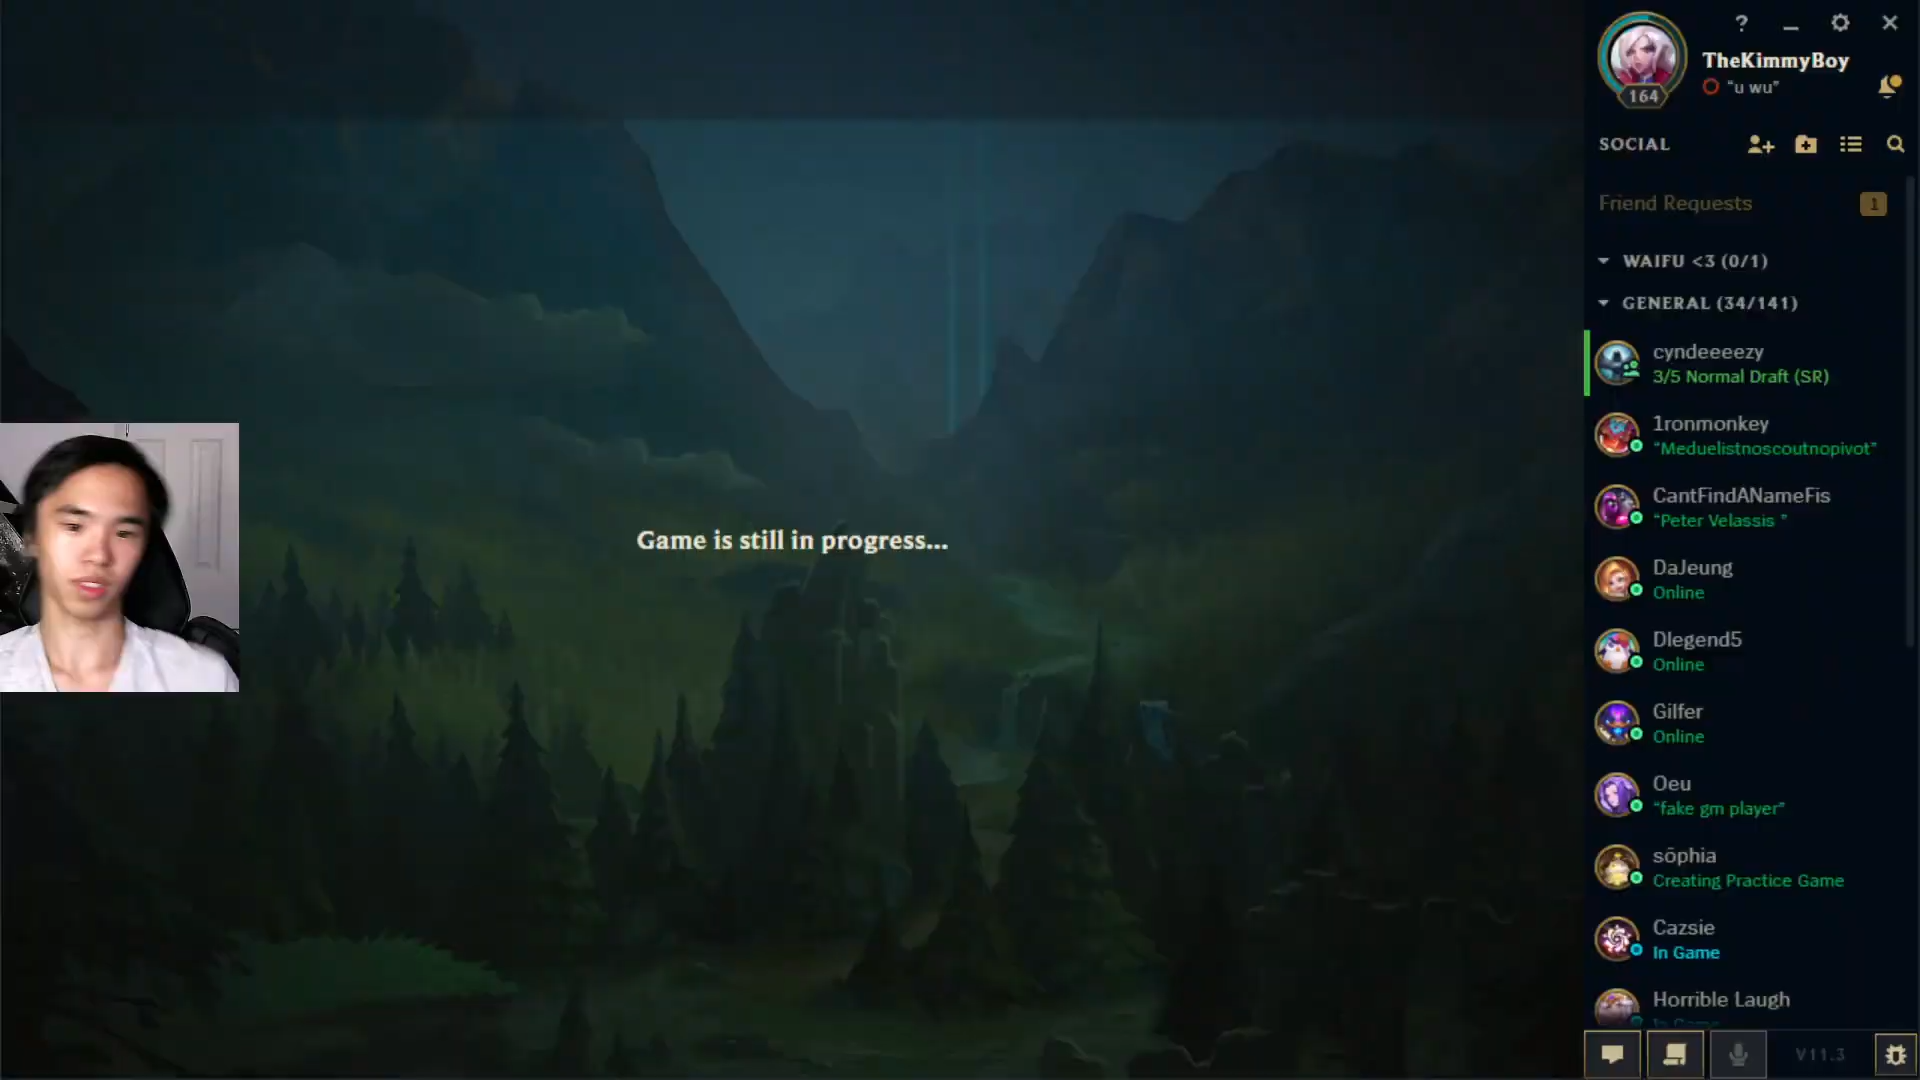 TheKimmyBoy
164
"u wu"
SOCIAL
Friend Requests
1
WAIFU <3 (0/1)
GENERAL (34/141)
cyndeeeezy
3/5 Normal Draft (SR)
1ronmonkey
"Meduelistnoscoutnopivot"
CantFindANameFis
"Peter Velassis "
Game is still in progress...
DaJeung
Online
Dlegend5
Online
Gilfer
Online
Oeu
"fake gm player"
sōphia
Creating Practice Game
Cazsie
In Game
Horrible Laugh
In Game
V11.3